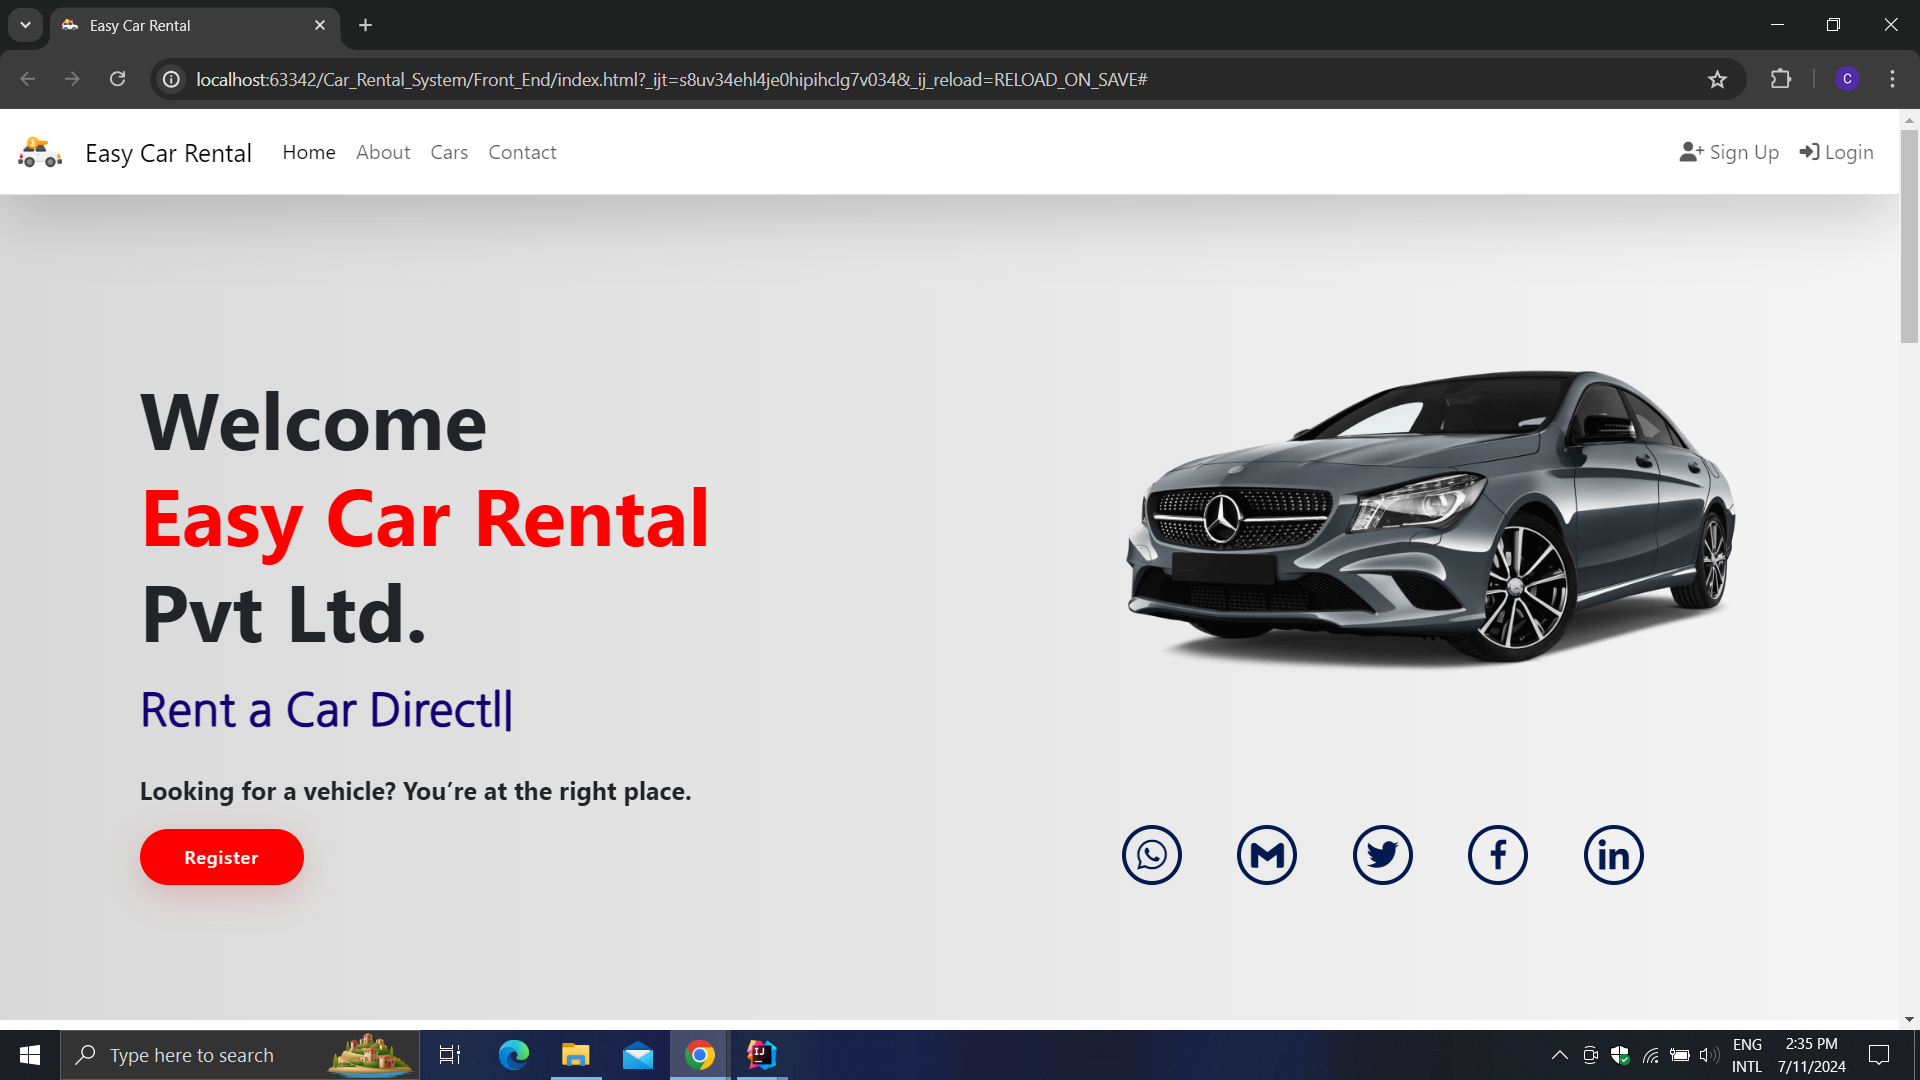 Easy Car Rental
localhost:63342/Car_Rental_System/Front_End/index.html?_ijt=s8uv34ehl4je0hipihclg7v034&_ij_reload=RELOAD_ON_SAVE#
C
Easy Car Rental Home About Cars Contact Sign Up Login
Welcome
Easy Car Rental
Pvt Ltd.
Rent a Car Directl|
Looking for a vehicle? You’re at the right place.
Register
Type here to search
ENG
INTL
2:35 PM
7/11/2024